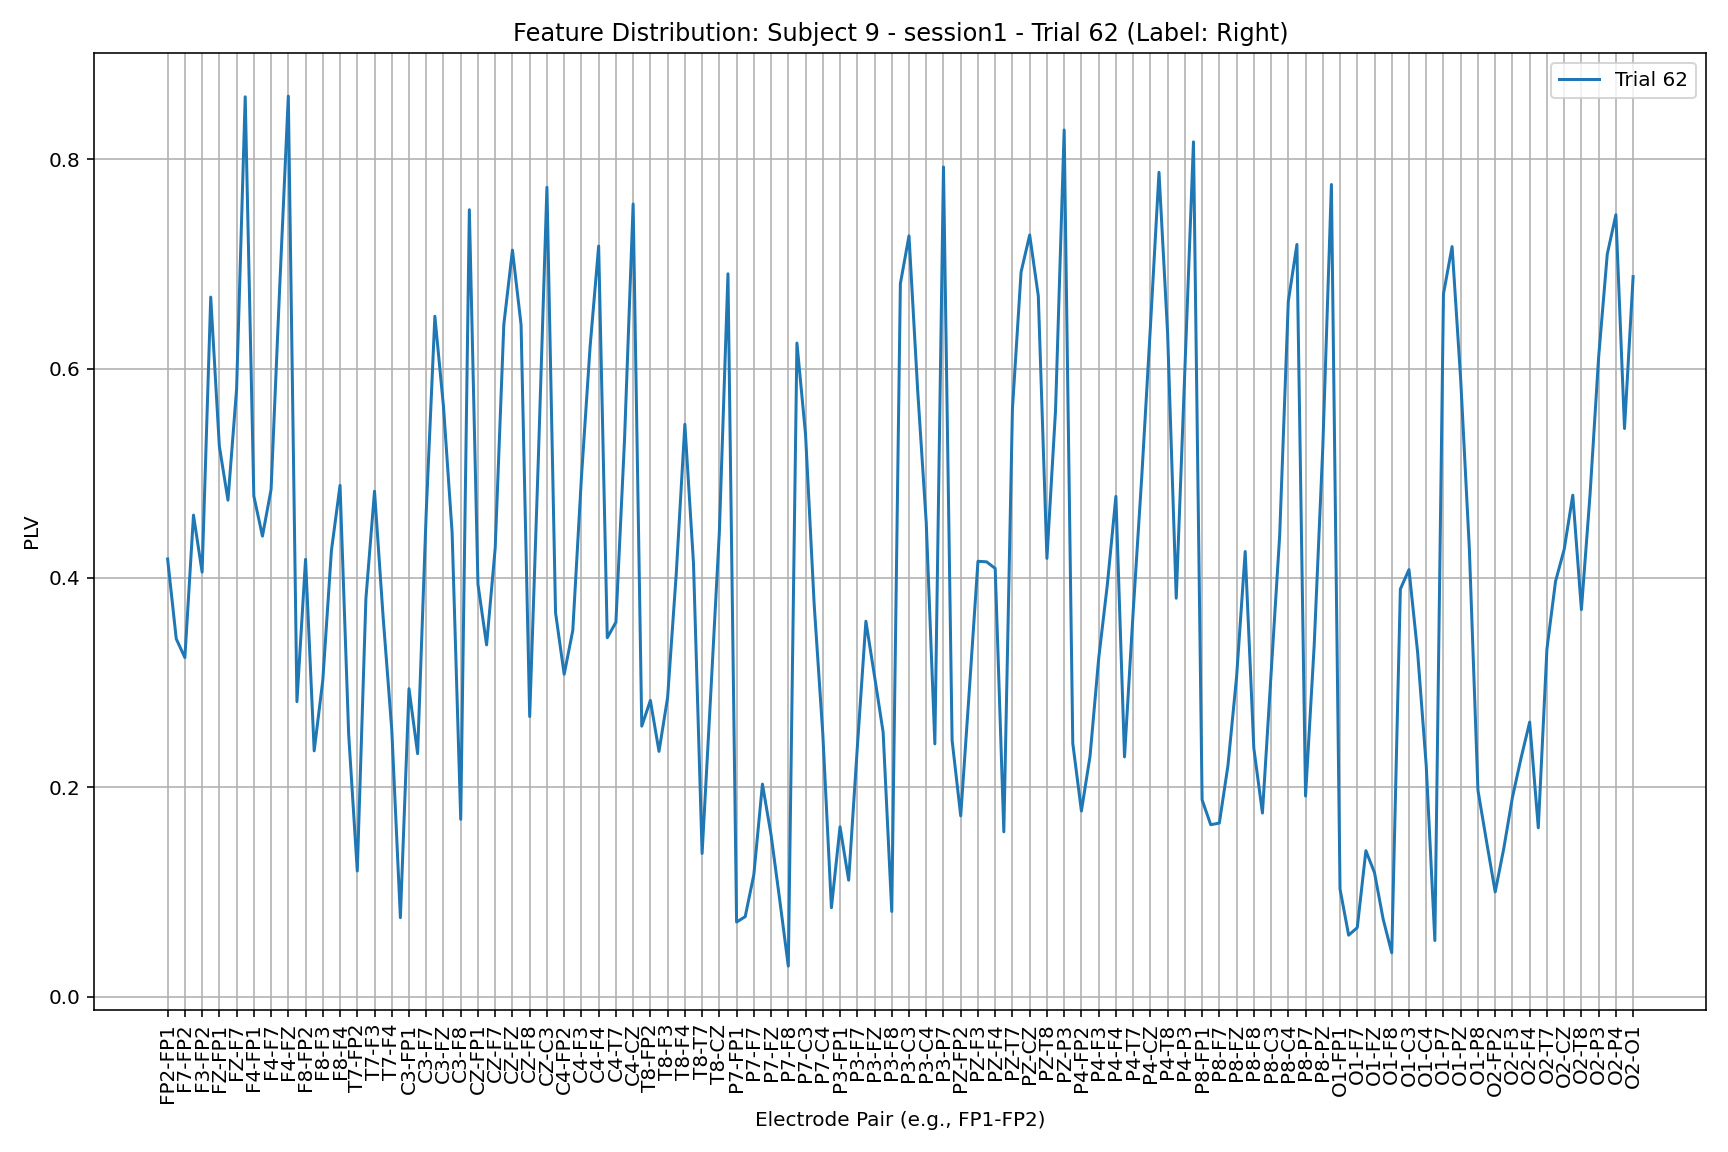 Feature Distribution: Subject 9 - session1 - Trial 62 (Label: Right)
Trial 62
PLV
0.8
0.6
0.4
0.2
0.0
FP2-FP1
F7-FP2
F3-FP2
FZ-FP1
FZ-F7
F4-FP1
F4-F7
F4-FZ
F8-FP2
F8-F3
F8-F4
T7-FP2
T7-F3
T7-F4
C3-FP1
C3-F7
C3-FZ
C3-F8
CZ-FP1
CZ-F7
CZ-FZ
CZ-F8
CZ-C3
C4-FP2
C4-F3
C4-F4
C4-T7
C4-CZ
T8-FP2
T8-F3
T8-F4
T8-T7
T8-CZ
P7-FP1
P7-F7
P7-FZ
P7-F8
P7-C3
P7-C4
P3-FP1
P3-F7
P3-FZ
P3-F8
P3-C3
P3-C4
P3-P7
PZ-FP2
PZ-F3
PZ-F4
PZ-T7
PZ-CZ
PZ-T8
PZ-P3
P4-FP2
P4-F3
P4-F4
P4-T7
P4-CZ
P4-T8
P4-P3
P8-FP1
P8-F7
P8-FZ
P8-F8
P8-C3
P8-C4
P8-P7
P8-PZ
O1-FP1
O1-F7
O1-FZ
O1-F8
O1-C3
O1-C4
O1-P7
O1-PZ
O1-P8
O2-FP2
O2-F3
O2-F4
O2-T7
O2-CZ
O2-T8
O2-P3
O2-P4
O2-O1
Electrode Pair (e.g., FP1-FP2)